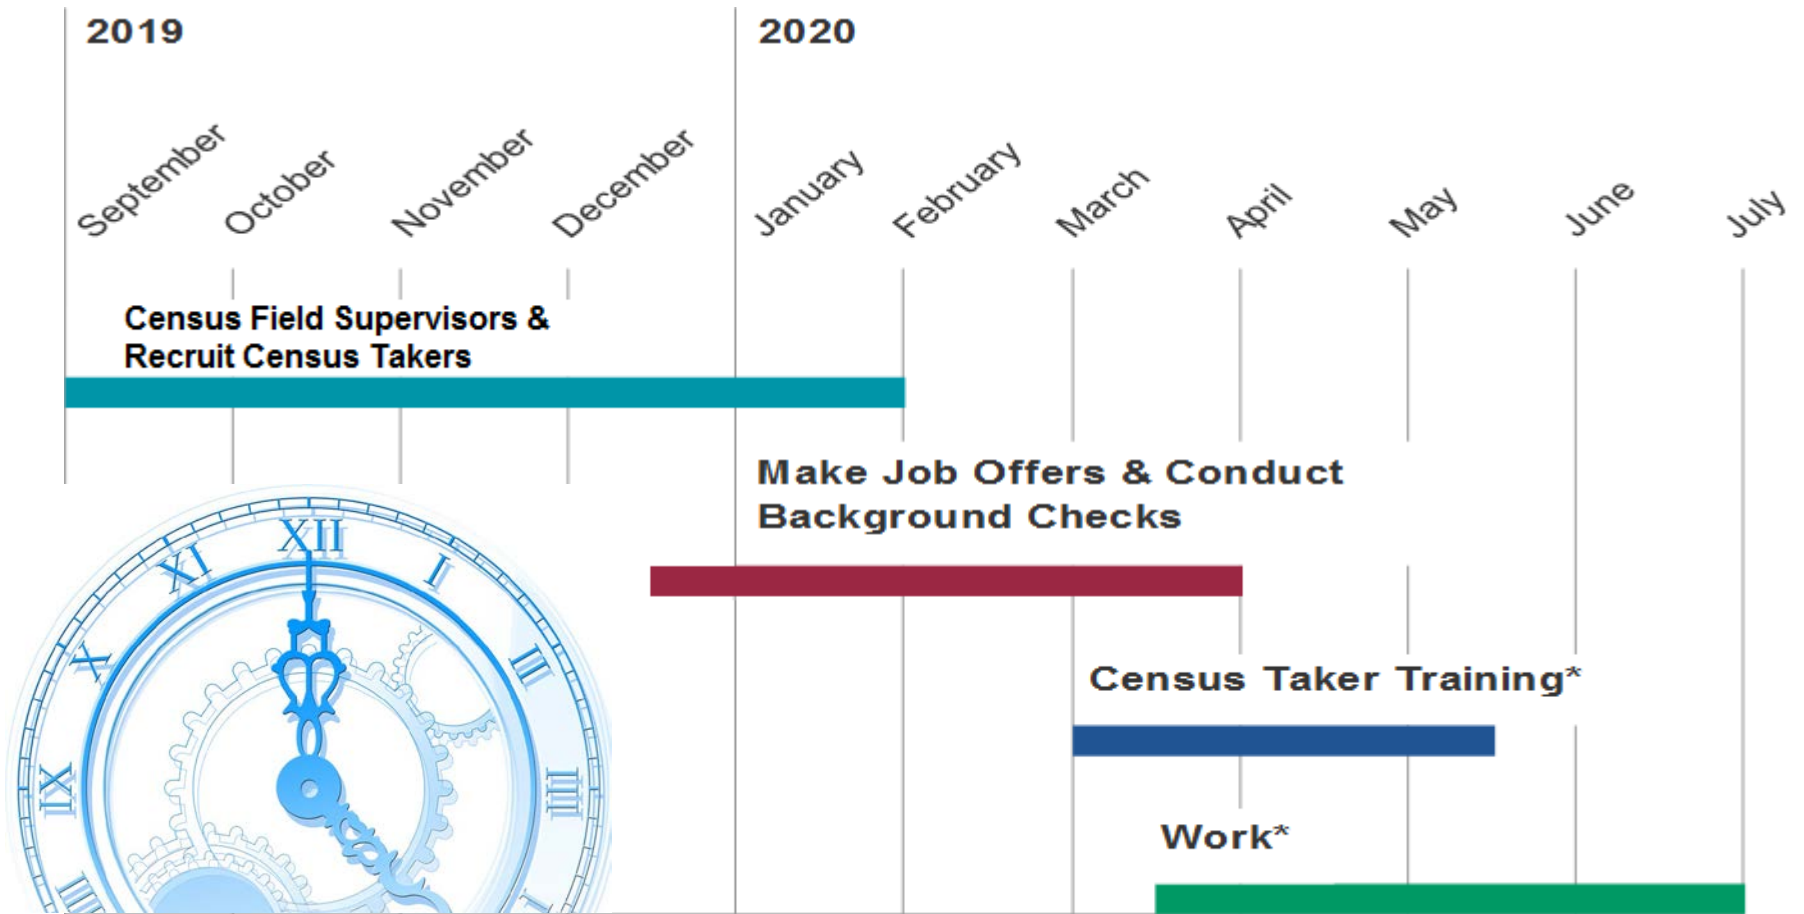 2019 2020
September October November December January February March April May June July
Census Field Supervisors &
Recruit Census Takers
Make Job Offers & Conduct
Background Checks
Census Taker Training*
Work*
XII
XI I
X III
IX IIII